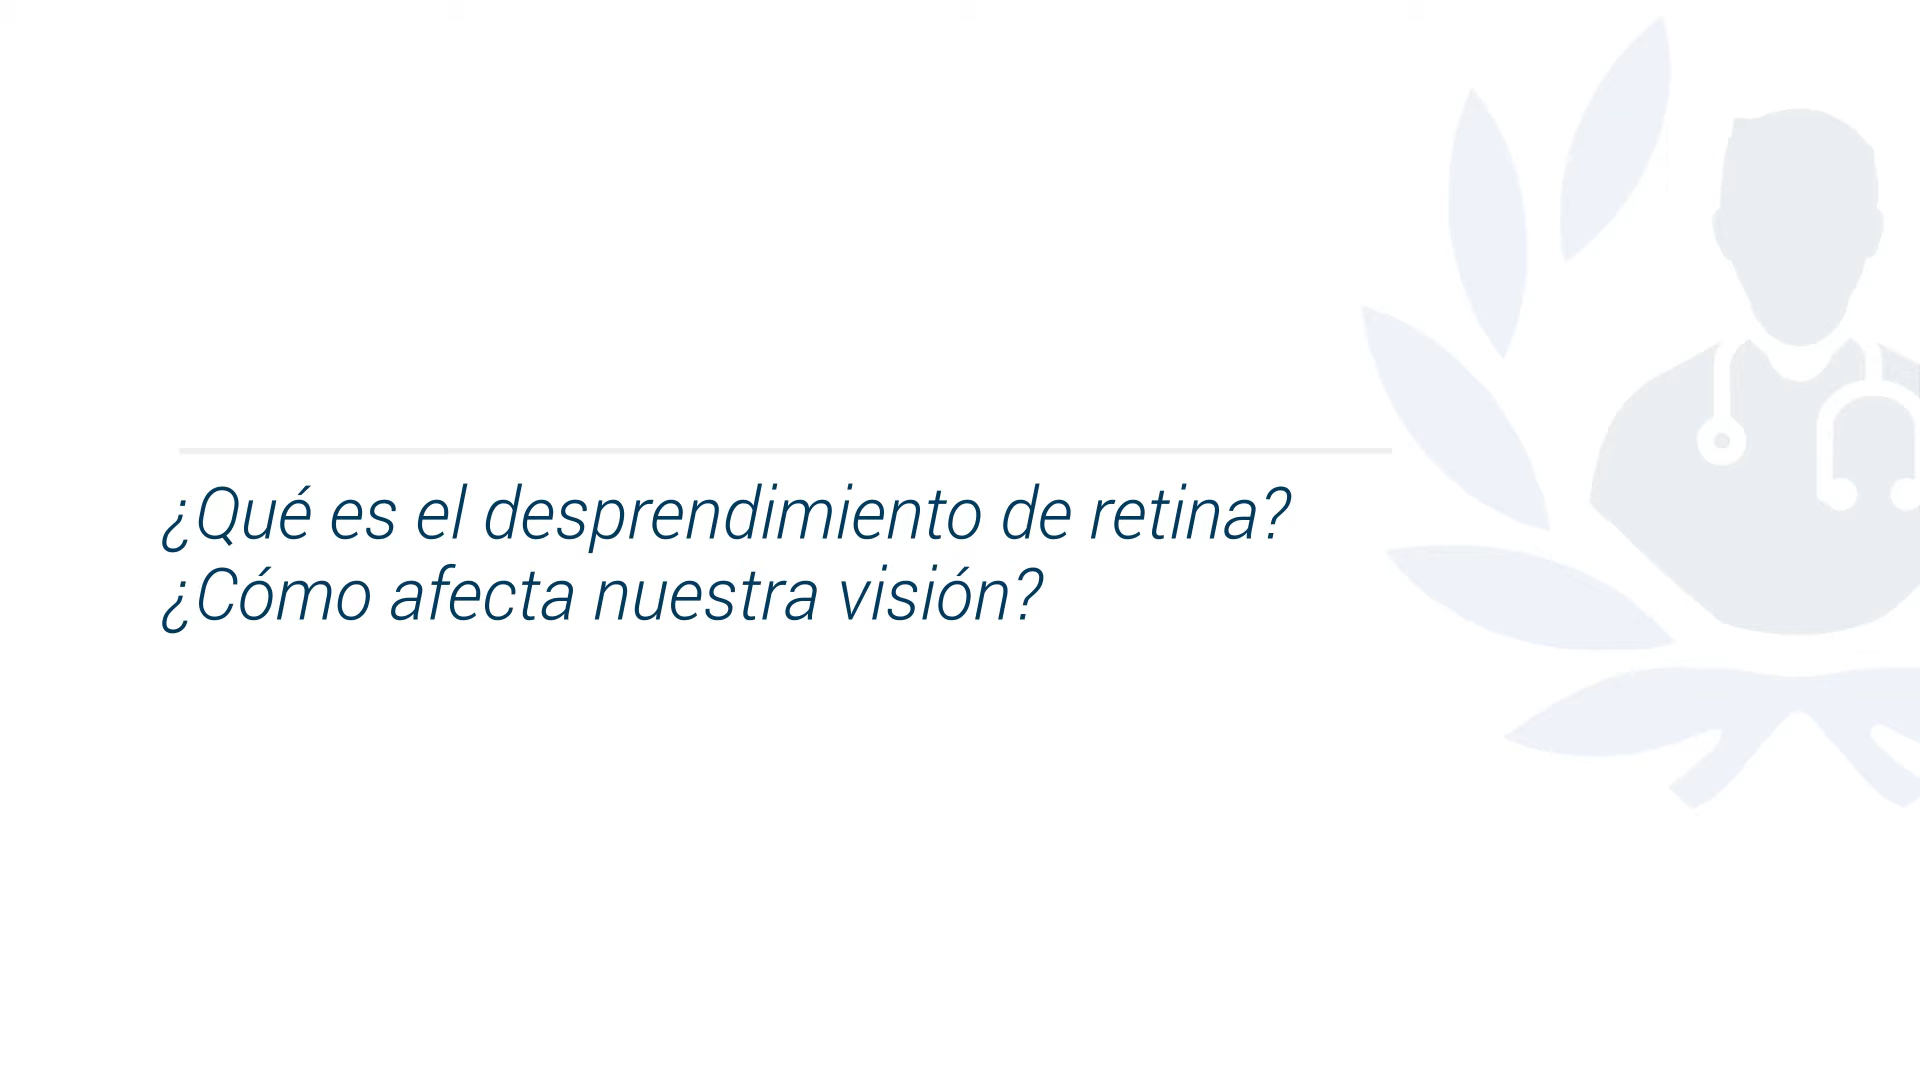 ¿Qué es el desprendimiento de retina?
¿Cómo afecta nuestra visión?